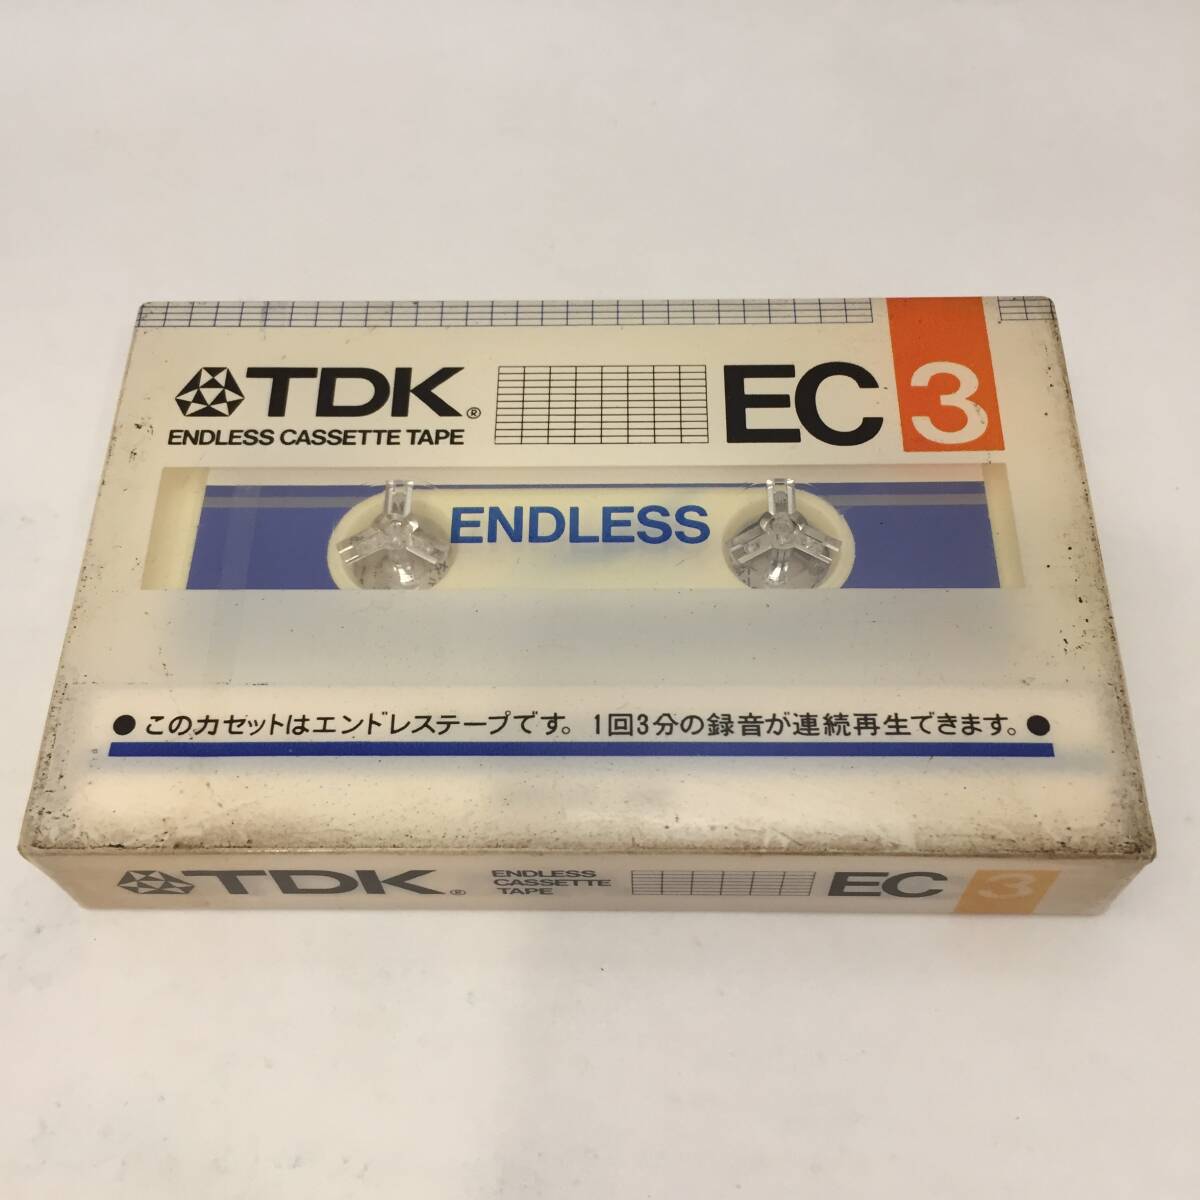 TDK® EC 3
ENDLESS CASSETTE TAPE
ENDLESS
● このカセットはエンドレステープです。1回3分の録音が連続再生できます。●
TDK® ENDLESS CASSETTE TAPE EC 3